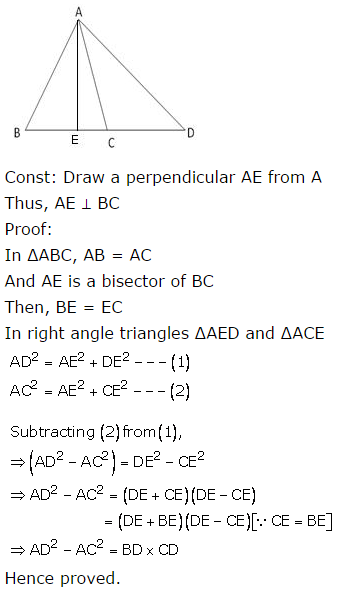 A
B
E
C
D
Const: Draw a perpendicular AE from A
Thus, AE ⊥ BC
Proof:
In ΔABC, AB = AC
And AE is a bisector of BC
Then, BE = EC
In right angle triangles ΔAED and ΔACE
AD² = AE² + DE² – – – (1)
AC² = AE² + CE² – – – (2)
Subtracting (2) from (1),
⇒ (AD² – AC²) = DE² – CE²
⇒ AD² – AC² = (DE + CE)(DE – CE)
= (DE + BE)(DE – CE)[∵ CE = BE]
⇒ AD² – AC² = BD × CD
Hence proved.